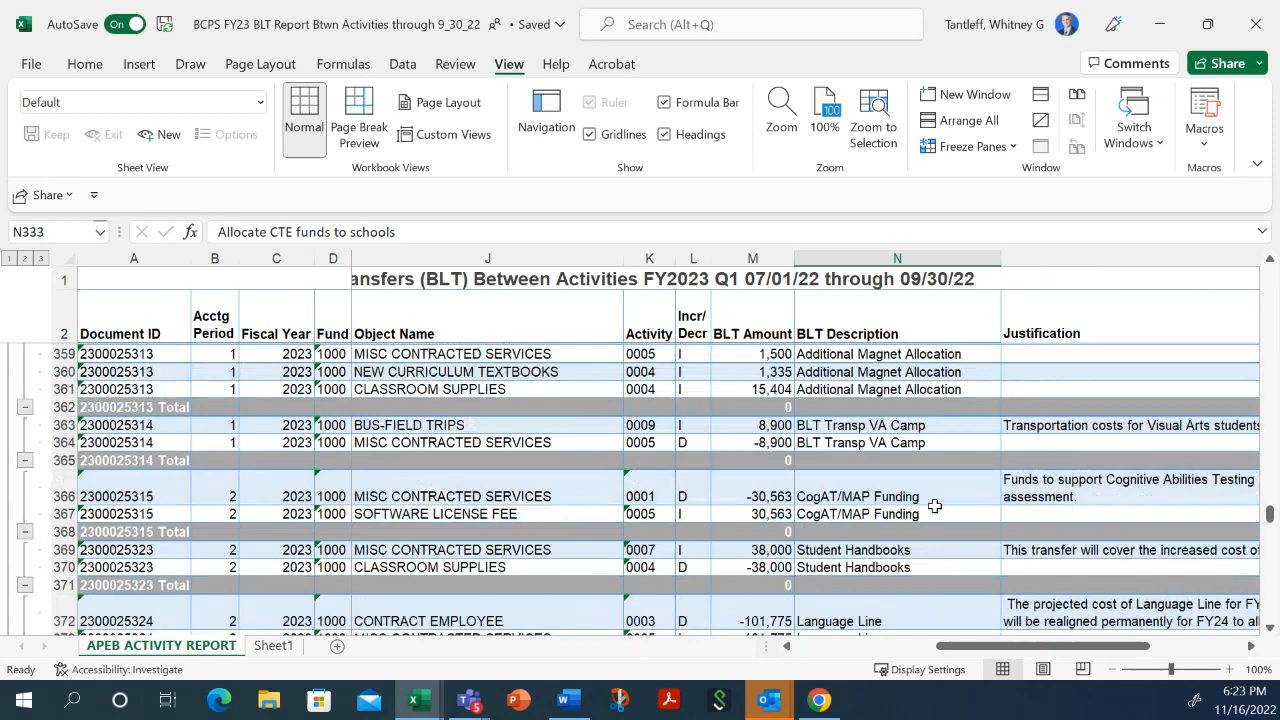 AutoSave On BCPS FY23 BLT Report Btwn Activities through 9_30_22 • Saved Search (Alt+Q) Tantleff, Whitney G
File Home Insert Draw Page Layout Formulas Data Review View Help Acrobat Comments Share
Default
Keep Exit New Options
Sheet View
Normal
Page Break Preview
Page Layout
Custom Views
Workbook Views
Navigation
Ruler
Gridlines
Formula Bar
Headings
Show
Zoom
100
100%
Zoom to Selection
Zoom
New Window
Arrange All
Freeze Panes
Switch Windows
Window
Macros
Macros
Share
N333 fx Allocate CTE funds to schools
1 2 3 A B C D J K L M N
1 ansfers (BLT) Between Activities FY2023 Q1 07/01/22 through 09/30/22
2 Document ID Acctg Period Fiscal Year Fund Object Name Activity Incr/ Decr BLT Amount BLT Description Justification
359 2300025313 1 2023 1000 MISC CONTRACTED SERVICES 0005 I 1,500 Additional Magnet Allocation
360 2300025313 1 2023 1000 NEW CURRICULUM TEXTBOOKS 0004 I 1,335 Additional Magnet Allocation
361 2300025313 1 2023 1000 CLASSROOM SUPPLIES 0004 I 15,404 Additional Magnet Allocation
362 2300025313 Total 0
363 2300025314 1 2023 1000 BUS-FIELD TRIPS 0009 I 8,900 BLT Transp VA Camp Transportation costs for Visual Arts students
364 2300025314 1 2023 1000 MISC CONTRACTED SERVICES 0005 D -8,900 BLT Transp VA Camp
365 2300025314 Total 0
Funds to support Cognitive Abilities Testing
366 2300025315 2 2023 1000 MISC CONTRACTED SERVICES 0001 D -30,563 CogAT/MAP Funding assessment.
367 2300025315 2 2023 1000 SOFTWARE LICENSE FEE 0005 I 30,563 CogAT/MAP Funding
368 2300025315 Total 0
369 2300025323 2 2023 1000 MISC CONTRACTED SERVICES 0007 I 38,000 Student Handbooks This transfer will cover the increased cost of
370 2300025323 2 2023 1000 CLASSROOM SUPPLIES 0004 D -38,000 Student Handbooks
371 2300025323 Total 0
The projected cost of Language Line for FY
372 2300025324 2 2023 1000 CONTRACT EMPLOYEE 0003 D -101,775 Language Line will be realigned permanently for FY24 to al
APEB ACTIVITY REPORT Sheet1
Ready Accessibility: Investigate Display Settings 100%
6:23 PM
11/16/2022